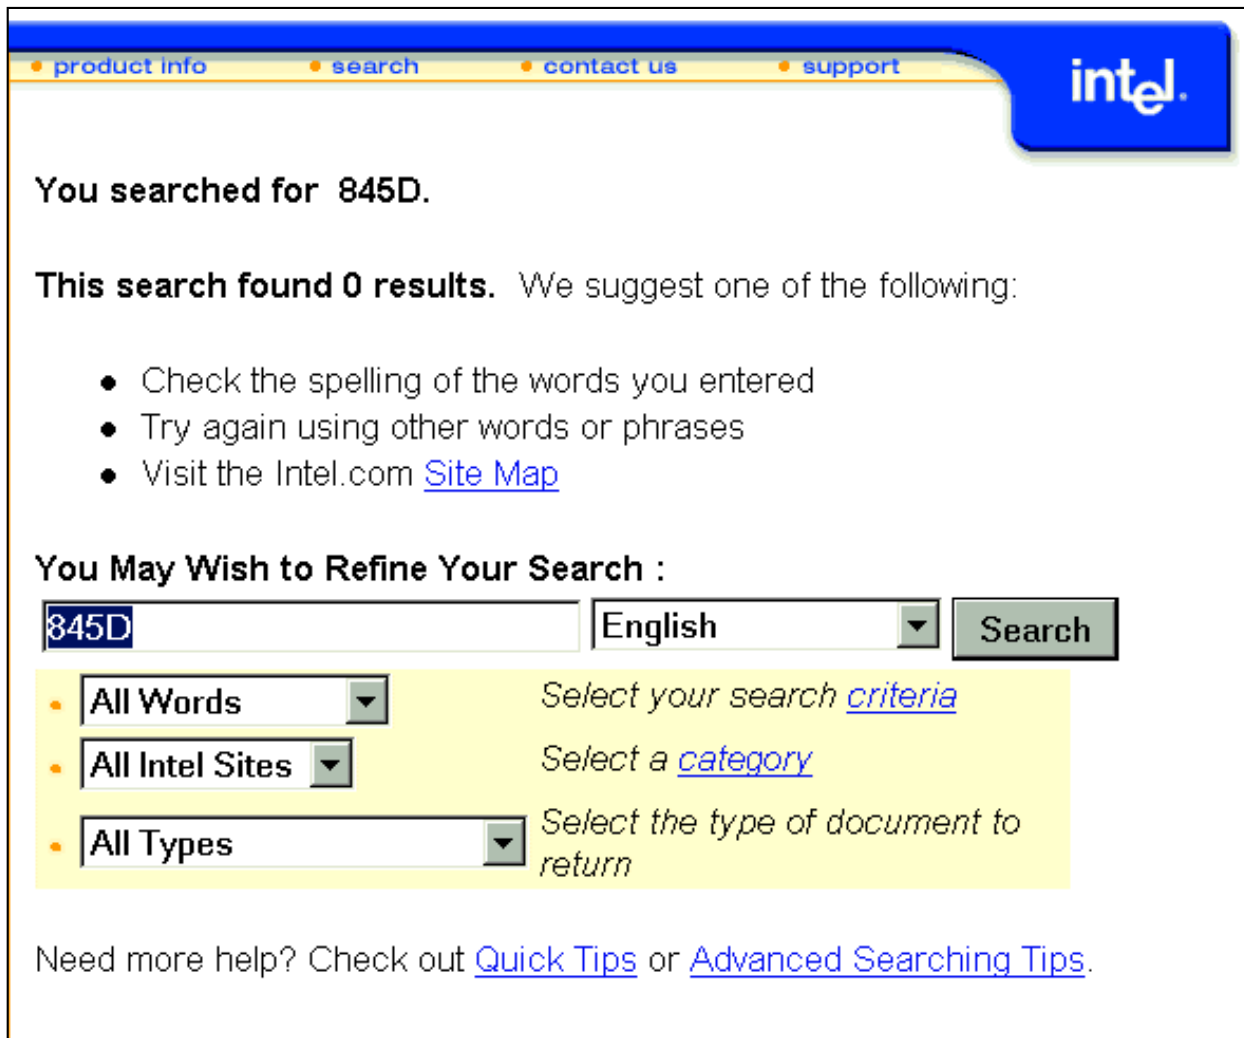 product info search contact us support
intel.
You searched for 845D.
This search found 0 results. We suggest one of the following:
Check the spelling of the words you entered
Try again using other words or phrases
Visit the Intel.com Site Map
You May Wish to Refine Your Search :
845D English Search
All Words Select your search criteria
All Intel Sites Select a category
All Types Select the type of document to
return
Need more help? Check out Quick Tips or Advanced Searching Tips.